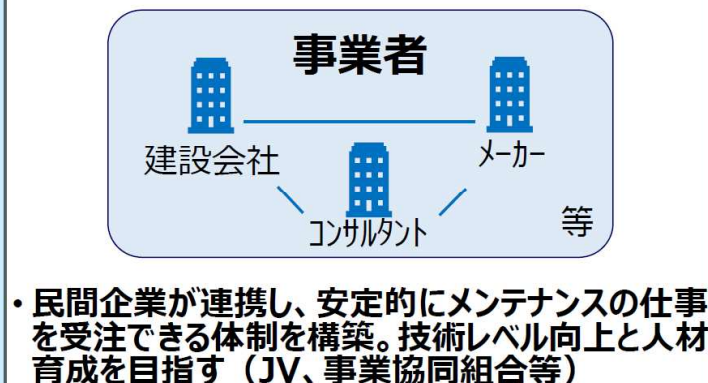 事業者
建設会社
メーカー
コンサルタント
等
・民間企業が連携し、安定的にメンテナンスの仕事
を受注できる体制を構築。技術レベル向上と人材
育成を目指す（JV、事業協同組合等）